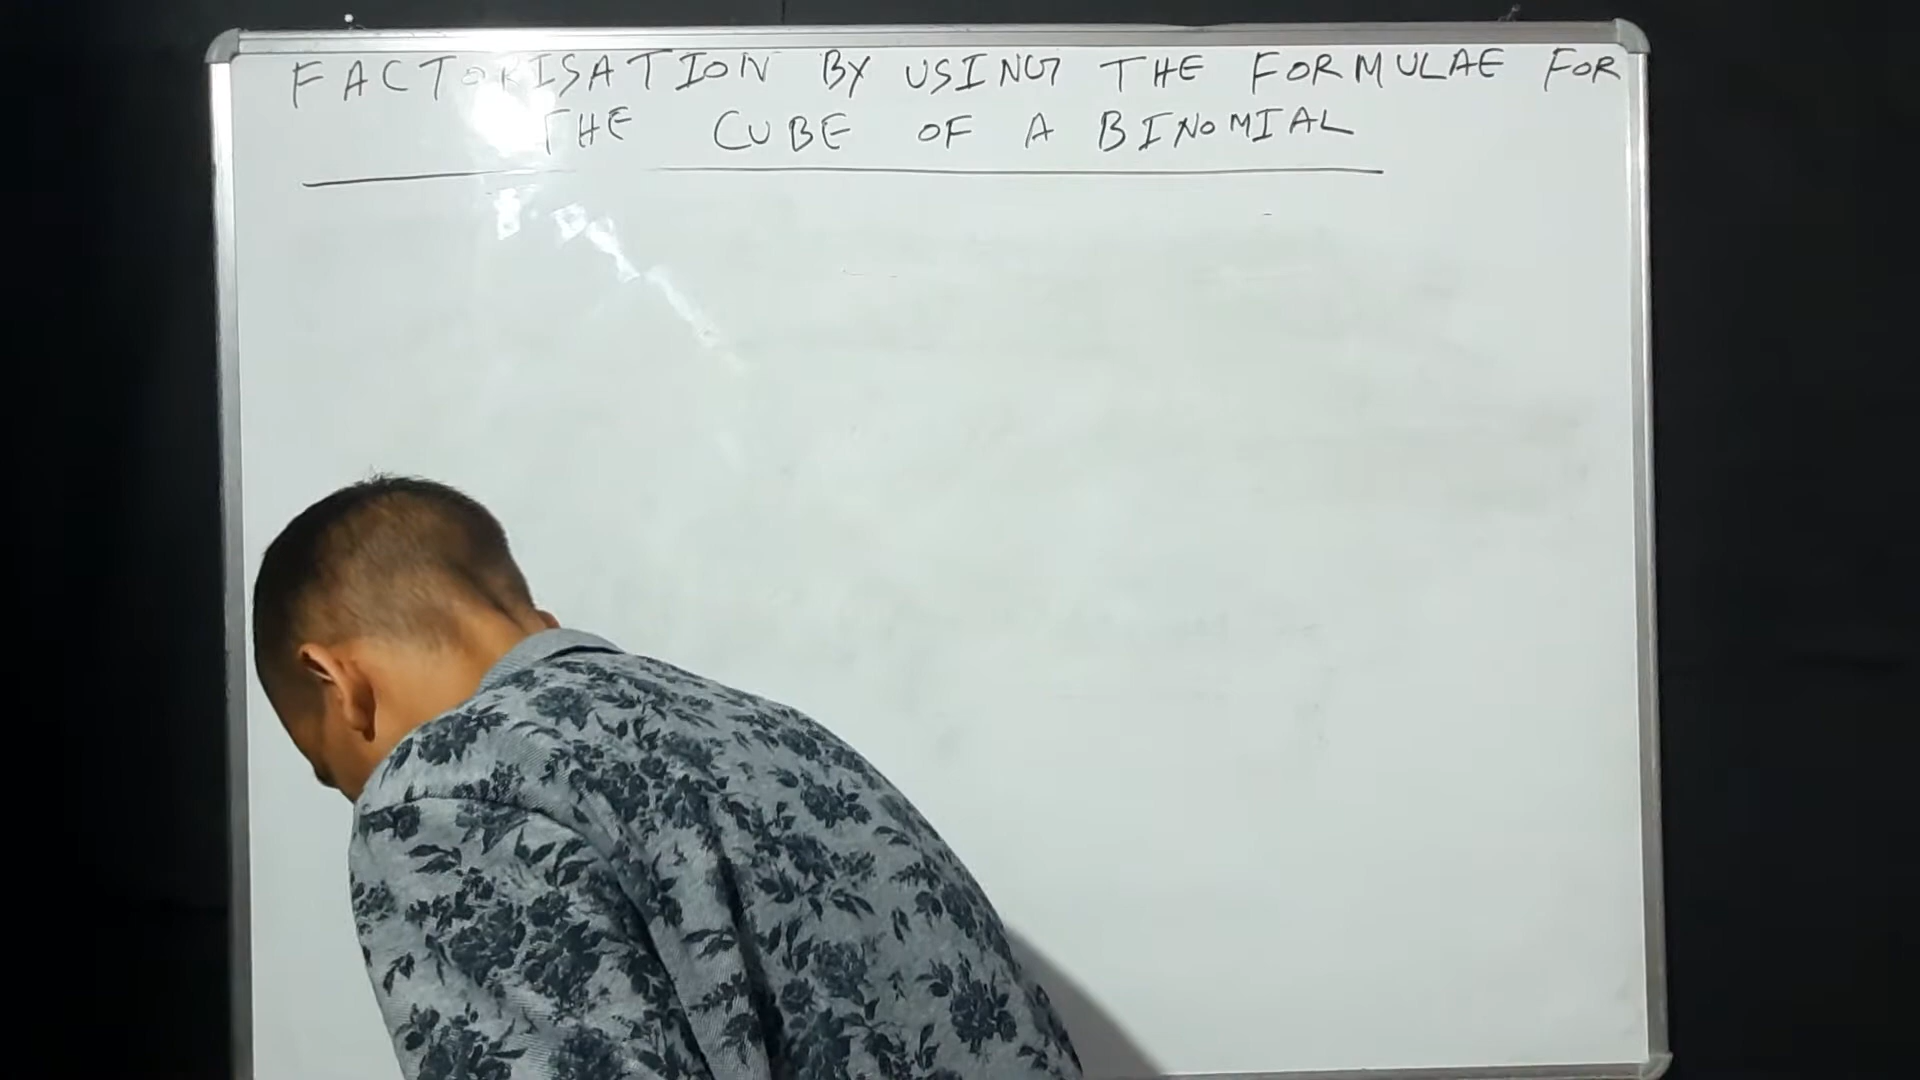 FACTORISATION BY USING THE FORMULAE FOR
THE CUBE OF A BINOMIAL